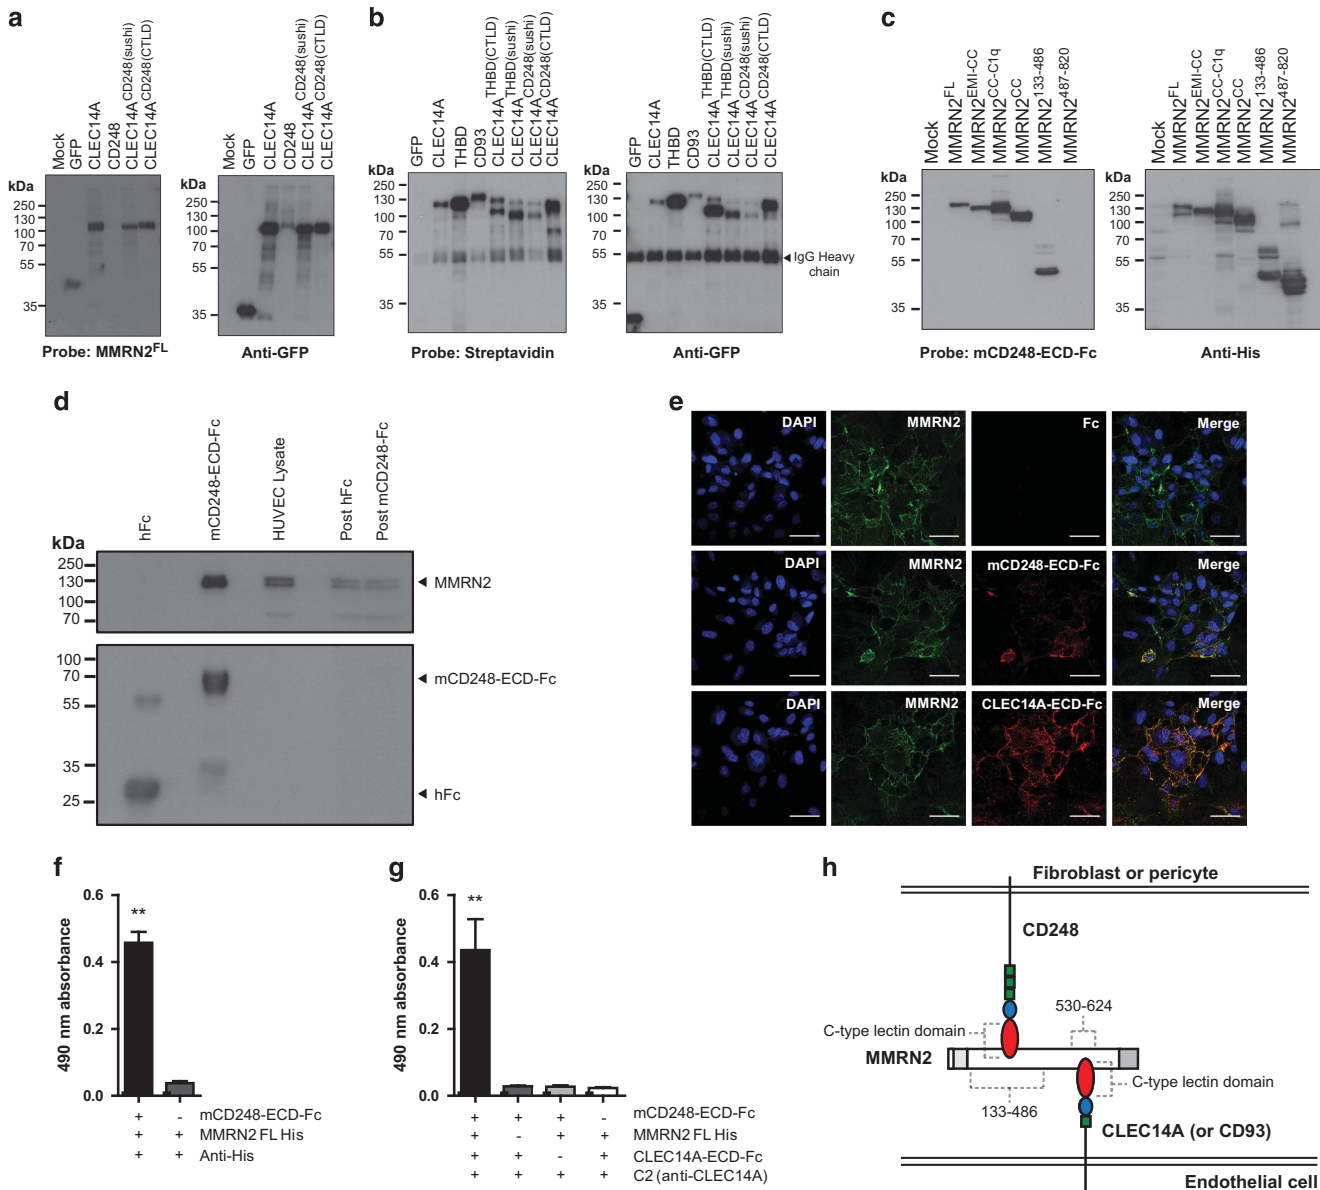 a
Mock
GFP
CLEC14A
CD248
CLEC14A CD248(sushi)
CLEC14A CD248(CTLD)
kDa
250
130
100
70
55
35
Probe: MMRN2FL
Mock
GFP
CLEC14A
CD248
CLEC14A CD248(sushi)
CLEC14A CD248(CTLD)
kDa
250
130
100
70
55
35
Anti-GFP
b
GFP
CLEC14A
THBD
CD93
CLEC14A THBD(CTLD)
CLEC14A THBD(sushi)
CLEC14A CD248(sushi)
CLEC14A CD248(CTLD)
kDa
250
130
100
70
55
35
Probe: Streptavidin
GFP
CLEC14A
THBD
CD93
CLEC14A THBD(CTLD)
CLEC14A THBD(sushi)
CLEC14A CD248(sushi)
CLEC14A CD248(CTLD)
kDa
250
130
100
70
55
35
IgG Heavy
chain
Anti-GFP
c
Mock
MMRN2FL
MMRN2EMI-CC
MMRN2CC-C1q
MMRN2CC
MMRN2133-486
MMRN2487-820
kDa
250
130
100
70
55
35
Probe: mCD248-ECD-Fc
Mock
MMRN2FL
MMRN2EMI-CC
MMRN2CC-C1q
MMRN2CC
MMRN2133-486
MMRN2487-820
kDa
250
130
100
70
55
35
Anti-His
d
hFc
mCD248-ECD-Fc
HUVEC Lysate
Post hFc
Post mCD248-Fc
kDa
250
130
100
70
MMRN2
100
70
55
35
25
mCD248-ECD-Fc
hFc
e
DAPI
MMRN2
Fc
Merge
DAPI
MMRN2
mCD248-ECD-Fc
Merge
DAPI
MMRN2
CLEC14A-ECD-Fc
Merge
f
490 nm absorbance
0.6
0.4
0.2
0.0
**
+ - mCD248-ECD-Fc
+ + MMRN2 FL His
+ + Anti-His
g
490 nm absorbance
0.6
0.4
0.2
0.0
**
+ + + - mCD248-ECD-Fc
+ - + + MMRN2 FL His
+ + - + CLEC14A-ECD-Fc
+ + + + C2 (anti-CLEC14A)
h
Fibroblast or pericyte
CD248
530-624
C-type lectin domain
MMRN2
C-type lectin domain
133-486
CLEC14A (or CD93)
Endothelial cell